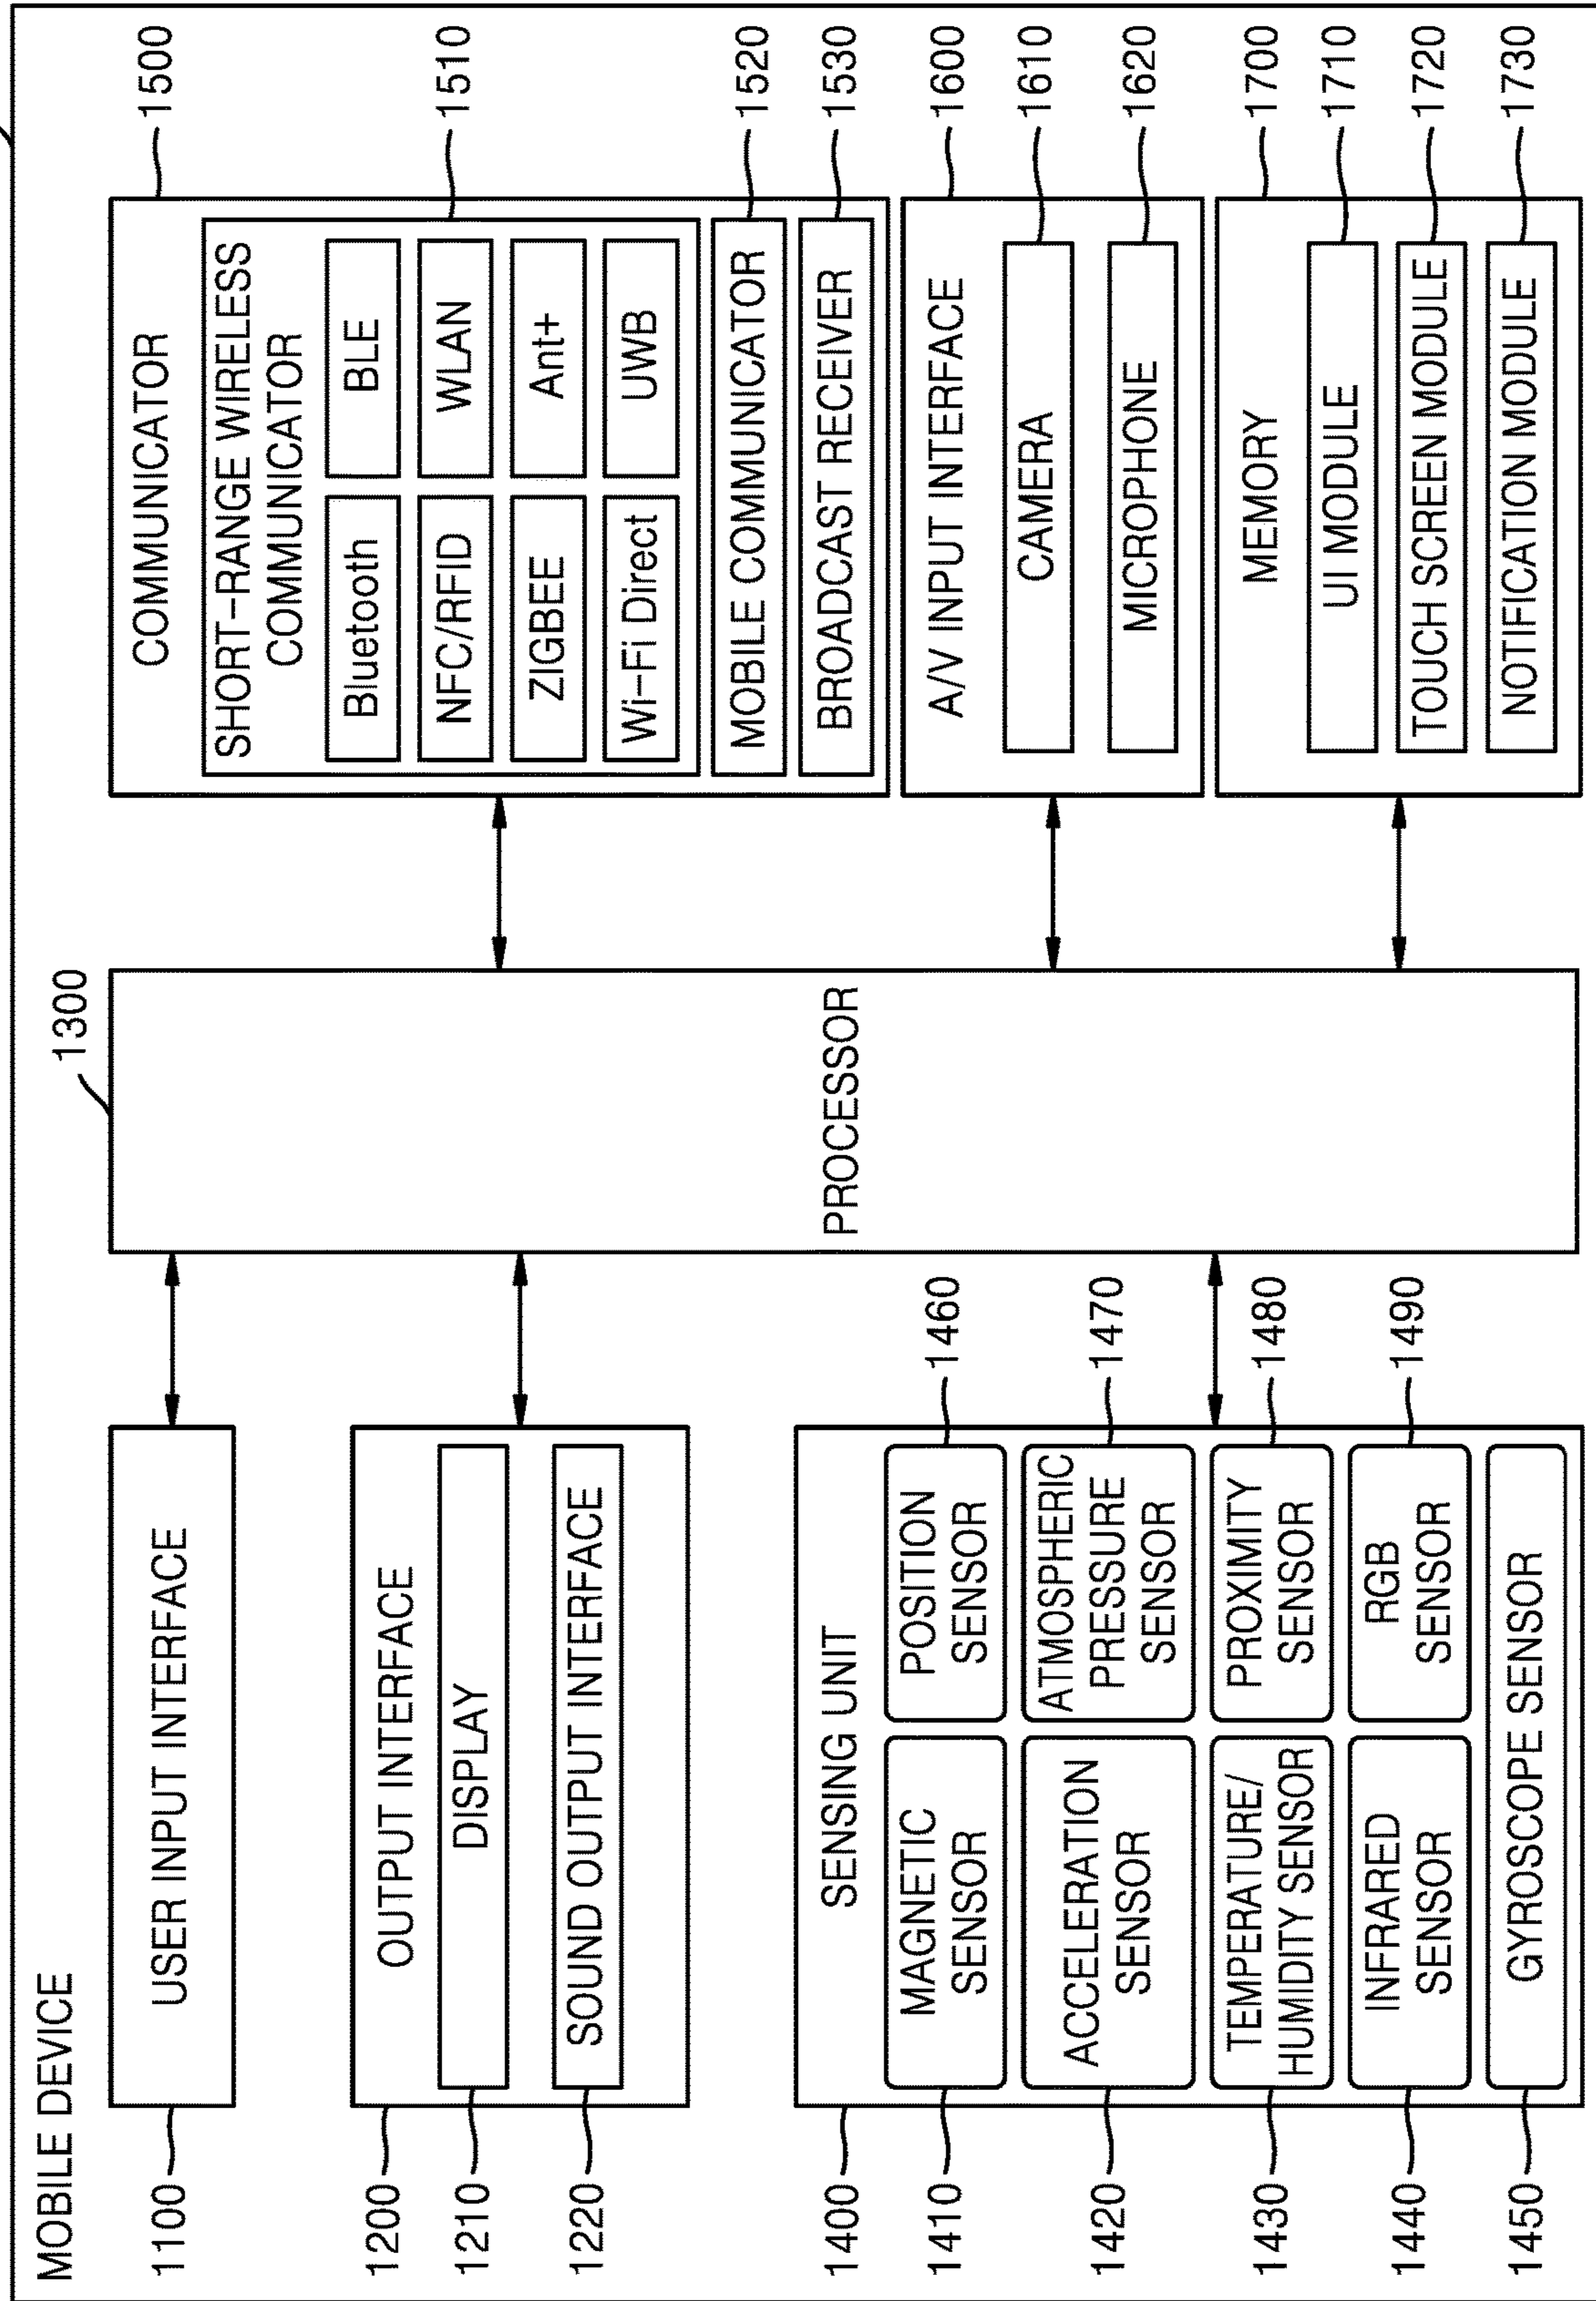 MOBILE DEVICE
1100
USER INPUT INTERFACE
1200
OUTPUT INTERFACE
1210
DISPLAY
1220
SOUND OUTPUT INTERFACE
1400
SENSING UNIT
1410
MAGNETIC
SENSOR
POSITION
SENSOR
1460
1420
ACCELERATION
SENSOR
ATMOSPHERIC
PRESSURE
SENSOR
1470
1430
TEMPERATURE/
HUMIDITY SENSOR
PROXIMITY
SENSOR
1480
1440
INFRARED
SENSOR
RGB
SENSOR
1490
1450
GYROSCOPE SENSOR
1300
PROCESSOR
COMMUNICATOR
1500
SHORT-RANGE WIRELESS
COMMUNICATOR
1510
Bluetooth
BLE
NFC/RFID
WLAN
ZIGBEE
Ant+
Wi-Fi Direct
UWB
MOBILE COMMUNICATOR
1520
BROADCAST RECEIVER
1530
A/V INPUT INTERFACE
1600
CAMERA
1610
MICROPHONE
1620
MEMORY
1700
UI MODULE
1710
TOUCH SCREEN MODULE
1720
NOTIFICATION MODULE
1730